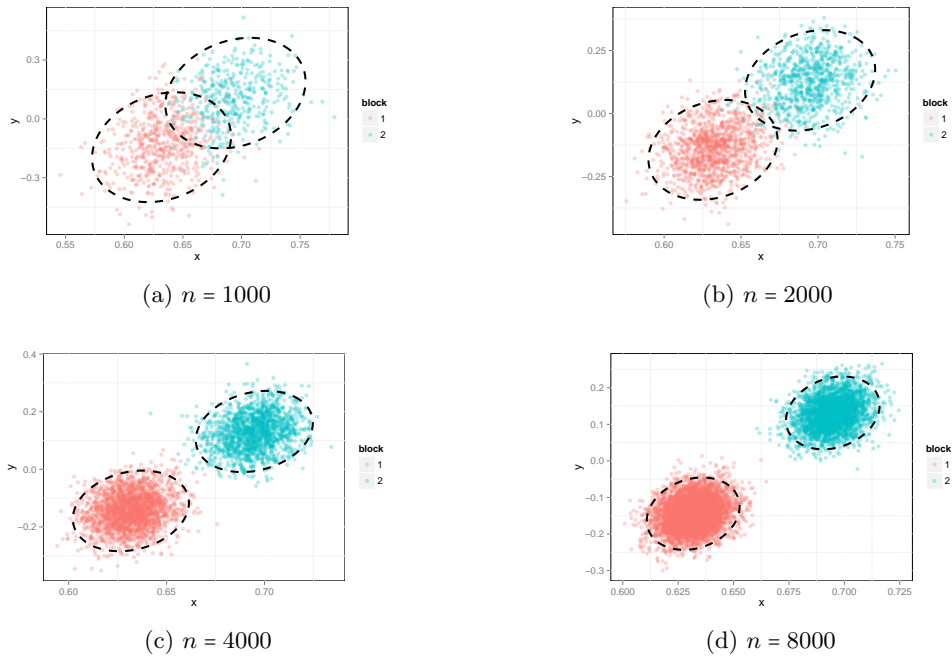 0.3
0.0
−0.3
y
0.55
0.60
0.65
0.70
0.75
x
block
1
2
(a) n = 1000
0.25
0.00
−0.25
y
0.60
0.65
0.70
0.75
x
block
1
2
(b) n = 2000
0.4
0.2
0.0
−0.2
y
0.60
0.65
0.70
x
block
1
2
(c) n = 4000
0.2
0.1
0.0
−0.1
−0.2
−0.3
y
0.600
0.625
0.650
0.675
0.700
0.725
x
block
1
2
(d) n = 8000